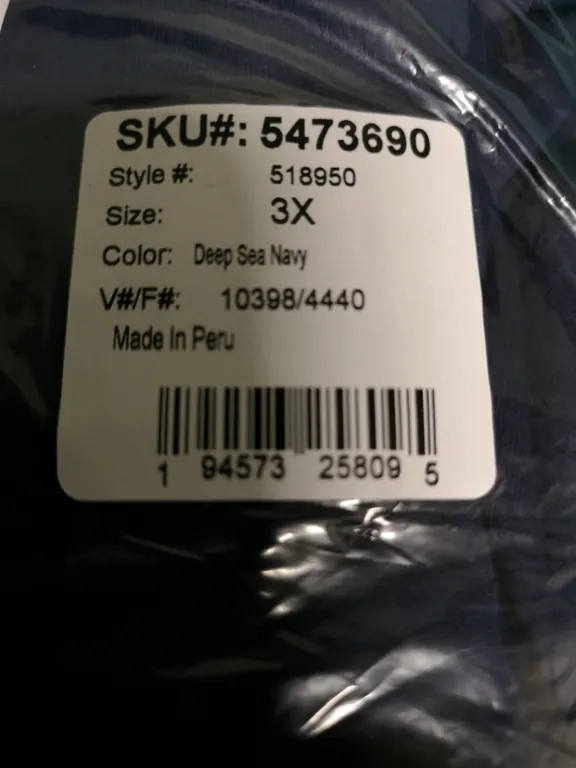 SKU#: 5473690
Style #: 518950
Size: 3X
Color: Deep Sea Navy
V#/F#: 10398/4440
Made In Peru
1 94573 25809 5